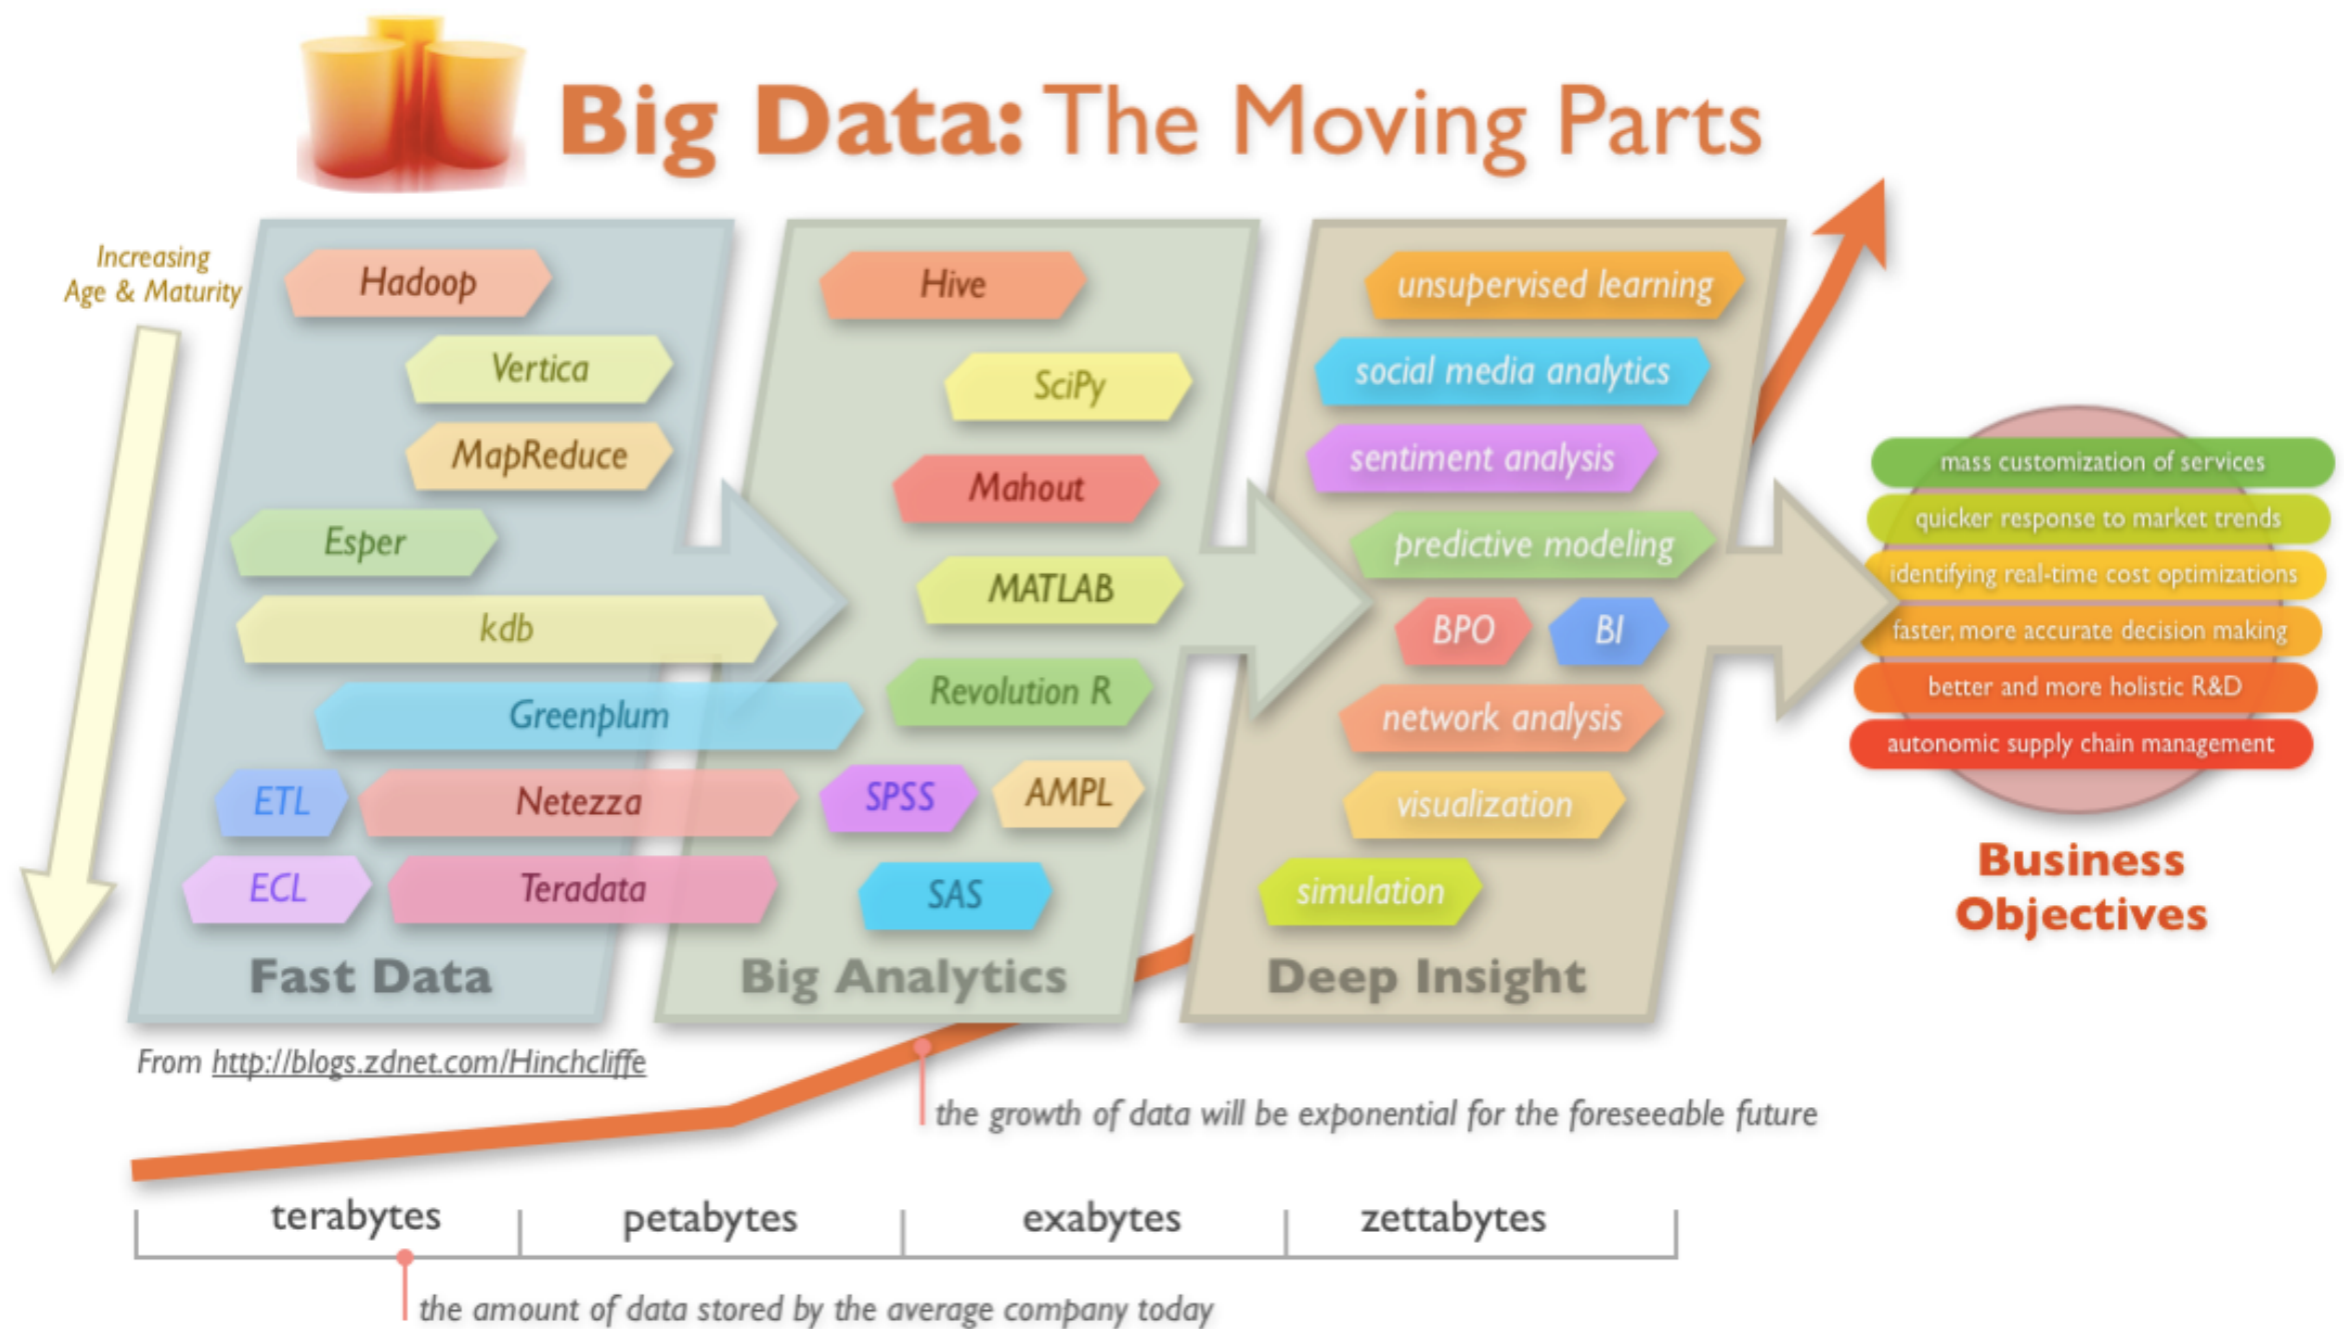 Big Data: The Moving Parts
Increasing
Age & Maturity
Hadoop
Vertica
MapReduce
Esper
kdb
Greenplum
ETL
Netezza
ECL
Teradata
Fast Data
Hive
SciPy
Mahout
MATLAB
Revolution R
SPSS
AMPL
SAS
Big Analytics
unsupervised learning
social media analytics
sentiment analysis
predictive modeling
BPO
BI
network analysis
visualization
simulation
Deep Insight
mass customization of services
quicker response to market trends
identifying real-time cost optimizations
faster, more accurate decision making
better and more holistic R&D
autonomic supply chain management
Business
Objectives
From http://blogs.zdnet.com/Hinchcliffe
the growth of data will be exponential for the foreseeable future
terabytes
petabytes
exabytes
zettabytes
the amount of data stored by the average company today